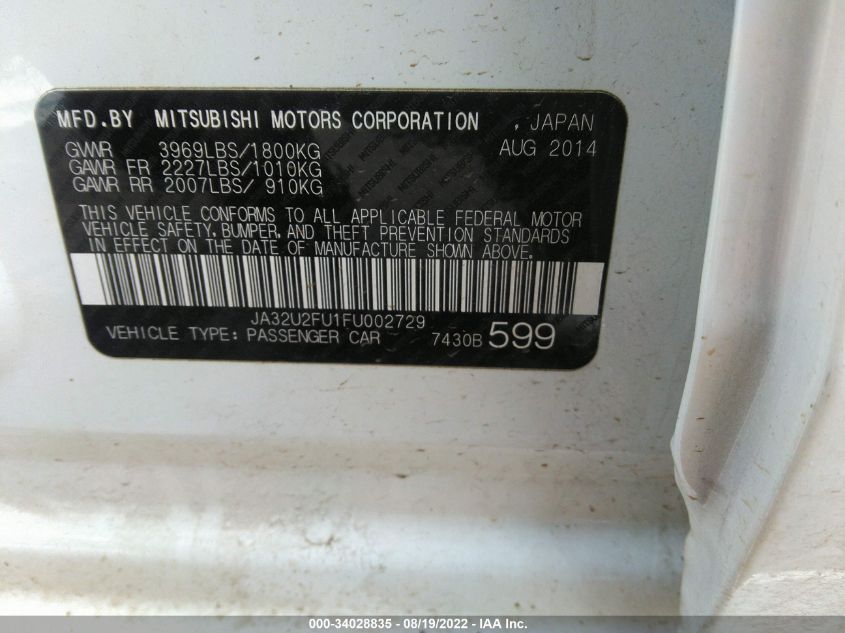 MFD.BY MITSUBISHI MOTORS CORPORATION , JAPAN
GVWR 3969LBS/1800KG AUG 2014
GAWR FR 2227LBS/1010KG
GAWR RR 2007LBS/ 910KG
THIS VEHICLE CONFORMS TO ALL APPLICABLE FEDERAL MOTOR
VEHICLE SAFETY, BUMPER, AND THEFT PREVENTION STANDARDS
IN EFFECT ON THE DATE OF MANUFACTURE SHOWN ABOVE.
JA32U2FU1FU002729
VEHICLE TYPE: PASSENGER CAR 7430B 599
000-34028835 - 08/19/2022 - IAA Inc.